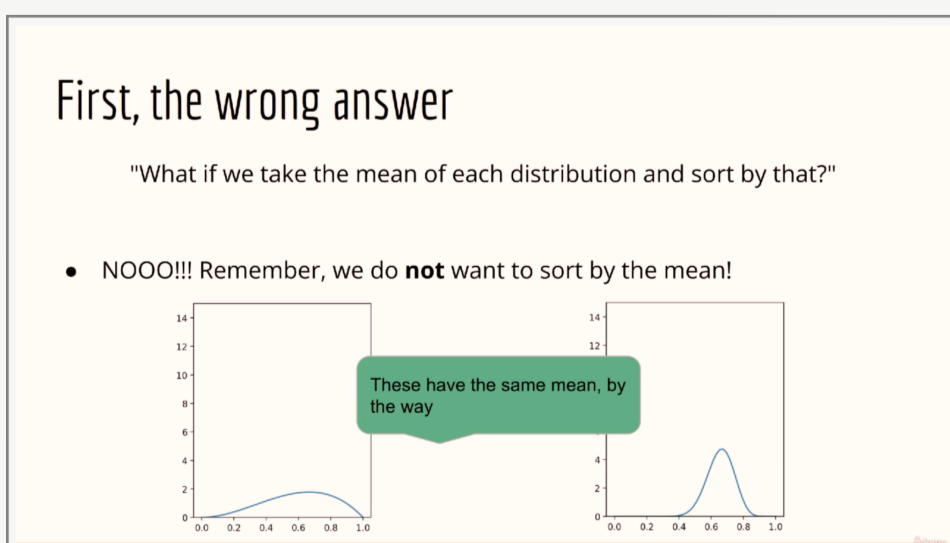 First, the wrong answer
"What if we take the mean of each distribution and sort by that?"
● NOOO!!! Remember, we do not want to sort by the mean!
14
12
10
8
6
4
2
0
0.0 0.2 0.4 0.6 0.8 1.0
These have the same mean, by
the way
14
12
4
2
0
0.0 0.2 0.4 0.6 0.8 1.0